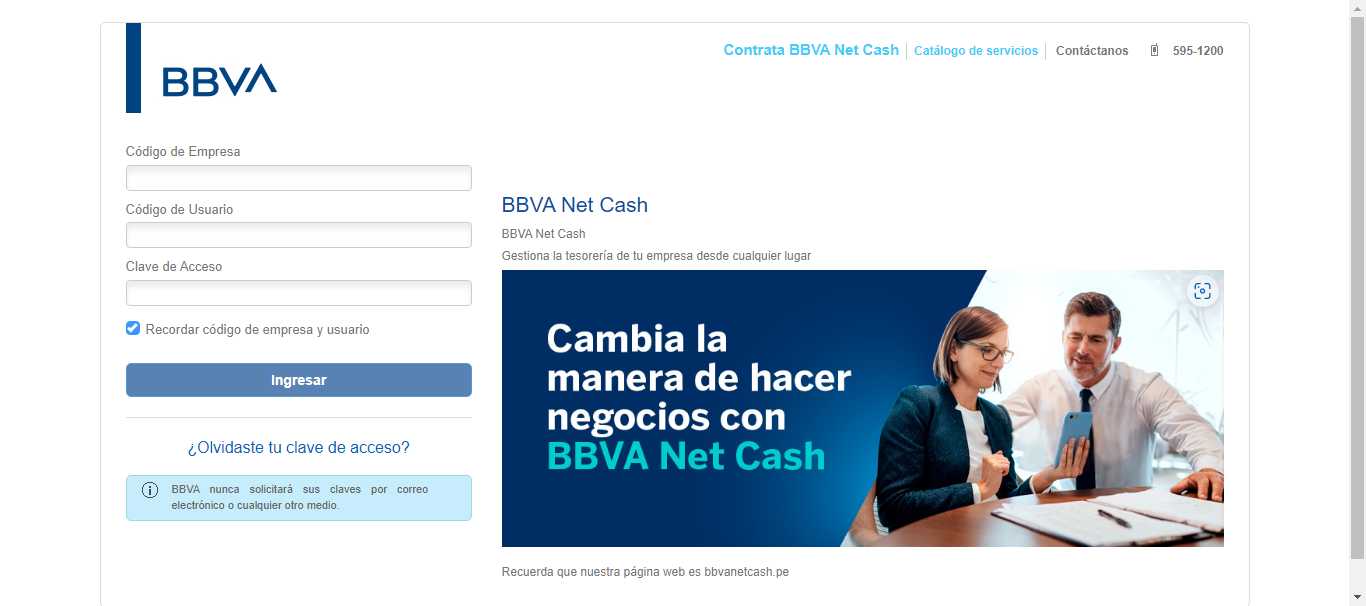 BBVA
Contrata BBVA Net Cash
Catálogo de servicios
Contáctanos
595-1200
Código de Empresa
Código de Usuario
Clave de Acceso
Recordar código de empresa y usuario
Ingresar
¿Olvidaste tu clave de acceso?
BBVA nunca solicitará sus claves por correo
electrónico o cualquier otro medio.
BBVA Net Cash
BBVA Net Cash
Gestiona la tesorería de tu empresa desde cualquier lugar
Cambia la
manera de hacer
negocios con
BBVA Net Cash
Recuerda que nuestra página web es bbvanetcash.pe